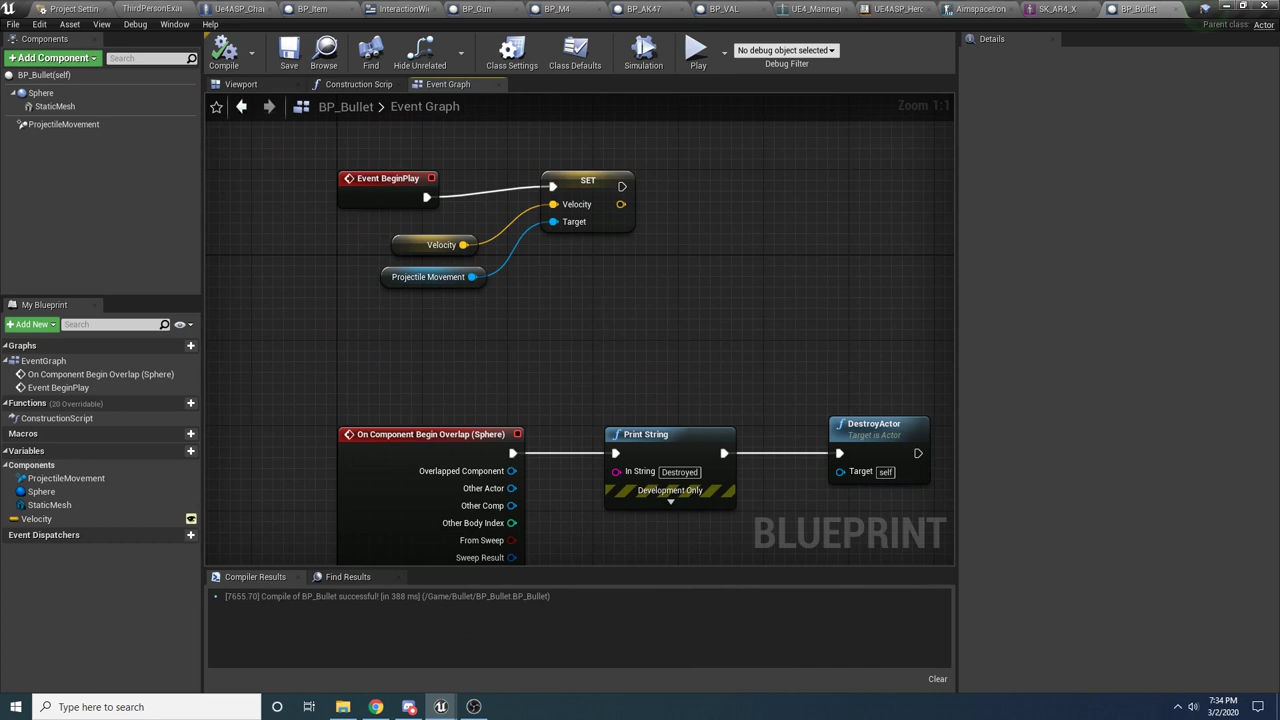 Project Settin
ThirdPersonExa
Ue4ASP_Cha
BP_Item
InteractionWi
BP_Gun
BP_M4
BP_AK47
BP_VAL
UE4_Mannequ
UE4ASP_Herc
AimspaceIron
SK_AR4_X
BP_Bullet
File Edit Asset View Debug Window Help
Parent class: Actor
Components
+Add Component
Search
BP_Bullet(self)
Sphere
StaticMesh
ProjectileMovement
Compile
Save
Browse
Find
Hide Unrelated
Class Settings
Class Defaults
Simulation
Play
No debug object selected
Debug Filter
Details
Viewport
Construction Scrip
Event Graph
BP_Bullet > Event Graph
Zoom 1:1
Event BeginPlay
SET
Velocity
Target
Velocity
Projectile Movement
On Component Begin Overlap (Sphere)
Overlapped Component
Other Actor
Other Comp
Other Body Index
From Sweep
Sweep Result
Print String
In String Destroyed
Development Only
DestroyActor
Target is Actor
Target self
BLUEPRINT
My Blueprint
+Add New
Search
Graphs
EventGraph
On Component Begin Overlap (Sphere)
Event BeginPlay
Functions (20 Overridable)
ConstructionScript
Macros
Variables
Components
ProjectileMovement
Sphere
StaticMesh
Velocity
Event Dispatchers
Compiler Results
Find Results
[7655.70] Compile of BP_Bullet successful! [in 388 ms] (/Game/Bullet/BP_Bullet.BP_Bullet)
Clear
Type here to search
7:34 PM
3/2/2020